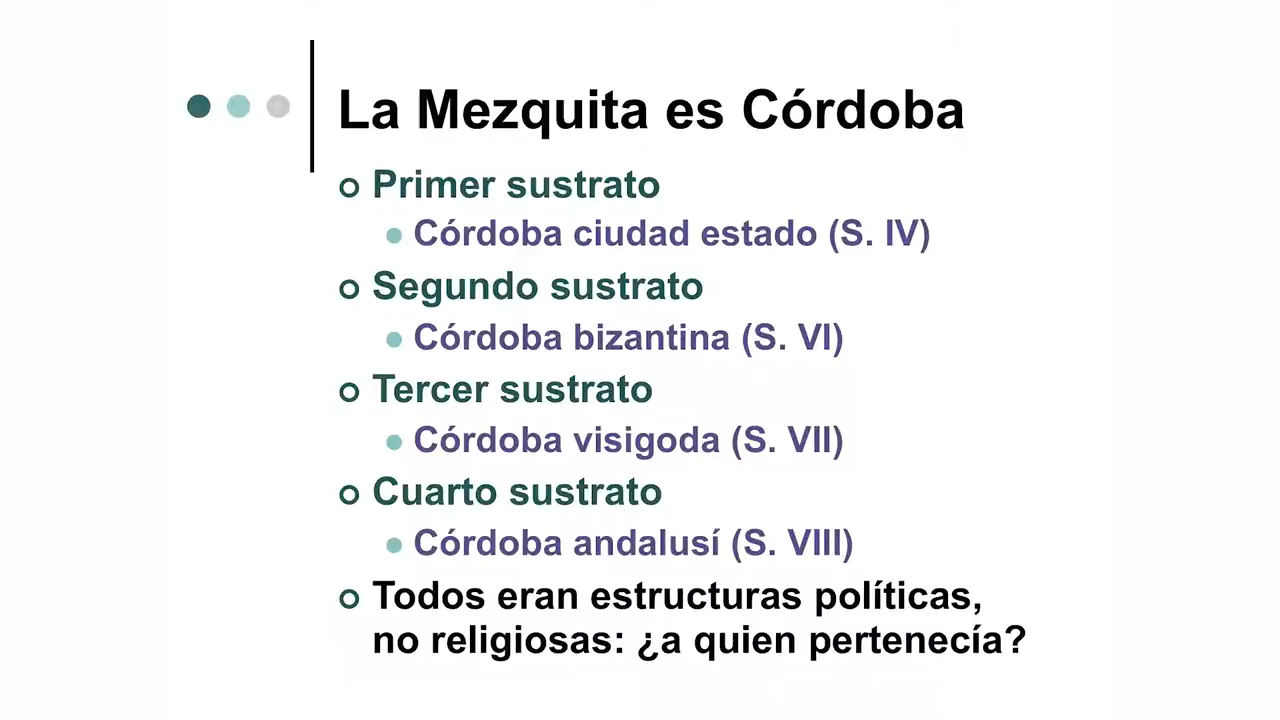 La Mezquita es Córdoba
Primer sustrato
Córdoba ciudad estado (S. IV)
Segundo sustrato
Córdoba bizantina (S. VI)
Tercer sustrato
Córdoba visigoda (S. VII)
Cuarto sustrato
Córdoba andalusí (S. VIII)
Todos eran estructuras políticas,
no religiosas: ¿a quien pertenecía?